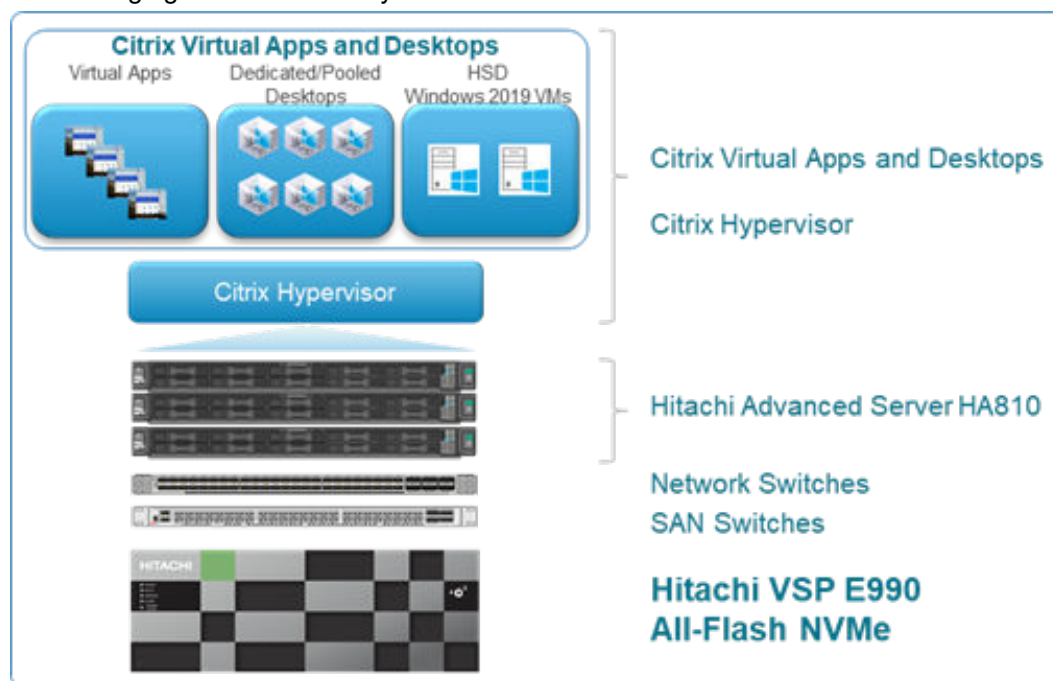 Citrix Virtual Apps and Desktops
Virtual Apps
Dedicated/Pooled
Desktops
HSD
Windows 2019 VMs
Citrix Hypervisor
Citrix Virtual Apps and Desktops
Citrix Hypervisor
Hitachi Advanced Server HA810
Network Switches
SAN Switches
HITACHI
Hitachi VSP E990
All-Flash NVMe